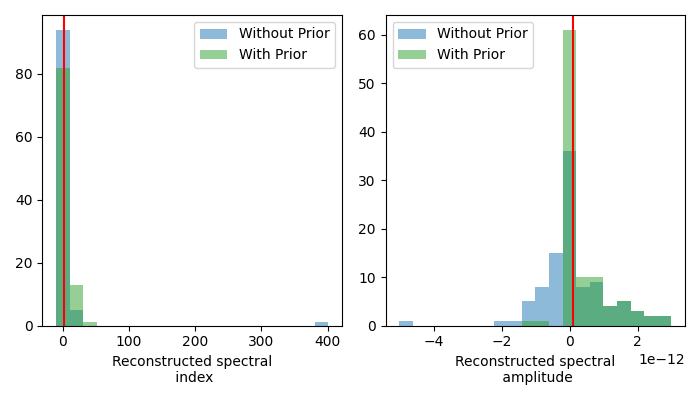 Without Prior
With Prior
80
60
40
20
0
0
100
200
300
400
Reconstructed spectral
index
Without Prior
With Prior
60
50
40
30
20
10
0
−4
−2
0
2
1e−12
Reconstructed spectral
amplitude